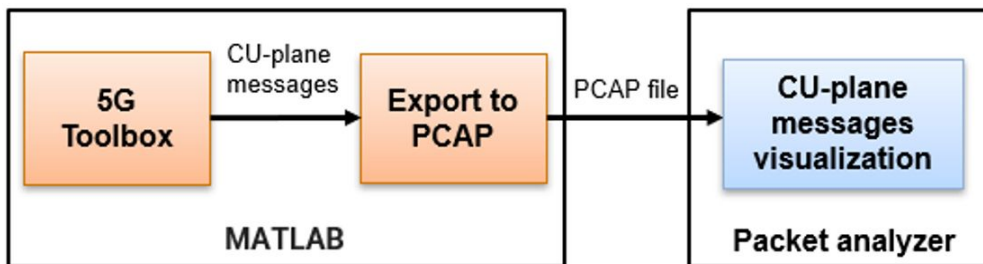 5G
Toolbox
CU-plane
messages
Export to
PCAP
MATLAB
PCAP file
CU-plane
messages
visualization
Packet analyzer